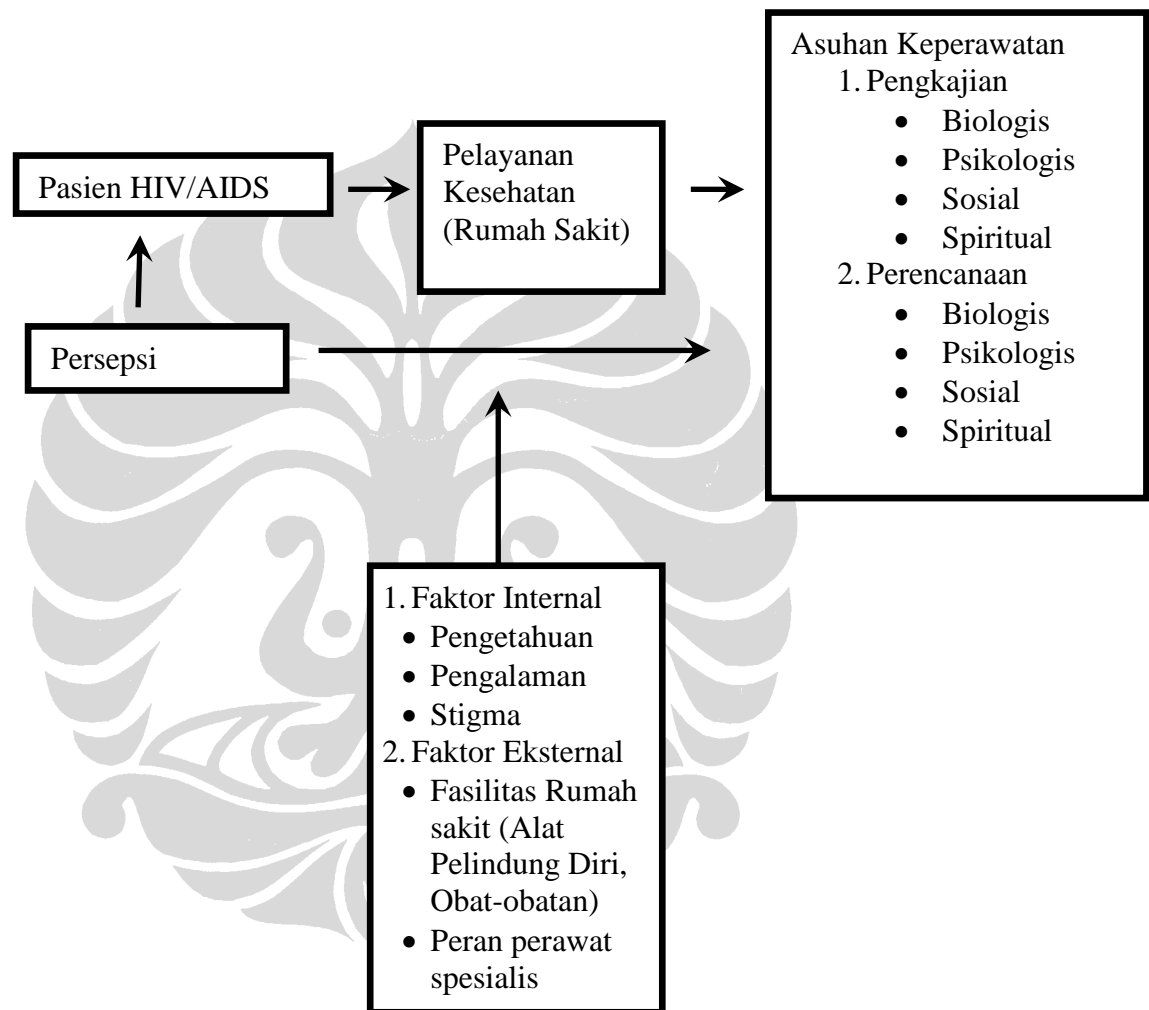 Asuhan Keperawatan
1. Pengkajian
• Biologis
• Psikologis
• Sosial
• Spiritual
2. Perencanaan
• Biologis
• Psikologis
• Sosial
• Spiritual
Pasien HIV/AIDS
Pelayanan
Kesehatan
(Rumah Sakit)
Persepsi
1. Faktor Internal
• Pengetahuan
• Pengalaman
• Stigma
2. Faktor Eksternal
• Fasilitas Rumah
sakit (Alat
Pelindung Diri,
Obat-obatan)
• Peran perawat
spesialis